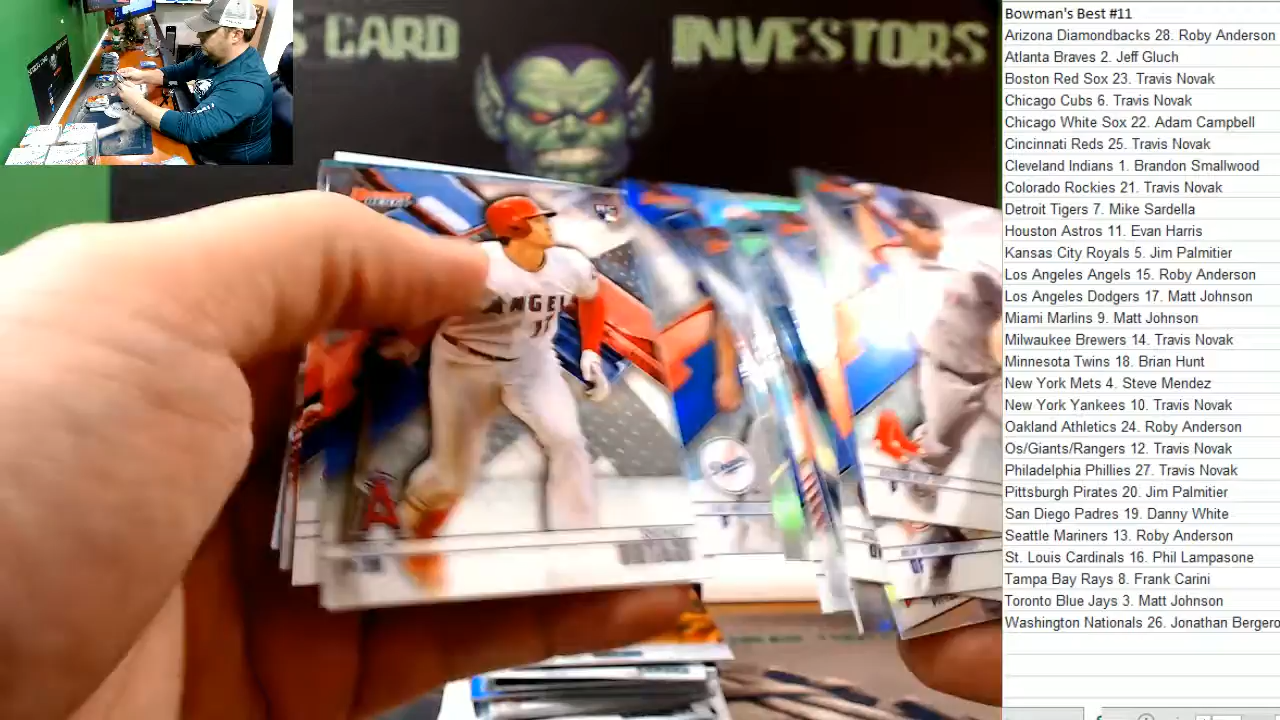 S CARD INVESTORS
Bowman's Best #11
Arizona Diamondbacks 28. Roby Anderson
Atlanta Braves 2. Jeff Gluch
Boston Red Sox 23. Travis Novak
Chicago Cubs 6. Travis Novak
Chicago White Sox 22. Adam Campbell
Cincinnati Reds 25. Travis Novak
Cleveland Indians 1. Brandon Smallwood
Colorado Rockies 21. Travis Novak
Detroit Tigers 7. Mike Sardella
Houston Astros 11. Evan Harris
Kansas City Royals 5. Jim Palmitier
Los Angeles Angels 15. Roby Anderson
Los Angeles Dodgers 17. Matt Johnson
Miami Marlins 9. Matt Johnson
Milwaukee Brewers 14. Travis Novak
Minnesota Twins 18. Brian Hunt
New York Mets 4. Steve Mendez
New York Yankees 10. Travis Novak
Oakland Athletics 24. Roby Anderson
Os/Giants/Rangers 12. Travis Novak
Philadelphia Phillies 27. Travis Novak
Pittsburgh Pirates 20. Jim Palmitier
San Diego Padres 19. Danny White
Seattle Mariners 13. Roby Anderson
St. Louis Cardinals 16. Phil Lampasone
Tampa Bay Rays 8. Frank Carini
Toronto Blue Jays 3. Matt Johnson
Washington Nationals 26. Jonathan Bergero
ANGEL